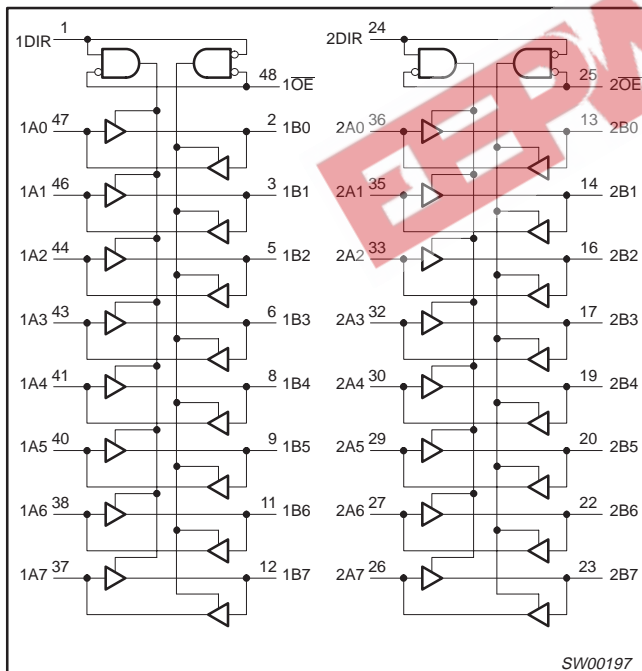 1DIR 1
2DIR 24
48 1O̅E̅
25 2O̅E̅
1A0 47 2 1B0
2A0 36 13 2B0
1A1 46 3 1B1
2A1 35 14 2B1
1A2 44 5 1B2
2A2 33 16 2B2
1A3 43 6 1B3
2A3 32 17 2B3
1A4 41 8 1B4
2A4 30 19 2B4
1A5 40 9 1B5
2A5 29 20 2B5
1A6 38 11 1B6
2A6 27 22 2B6
1A7 37 12 1B7
2A7 26 23 2B7
SW00197